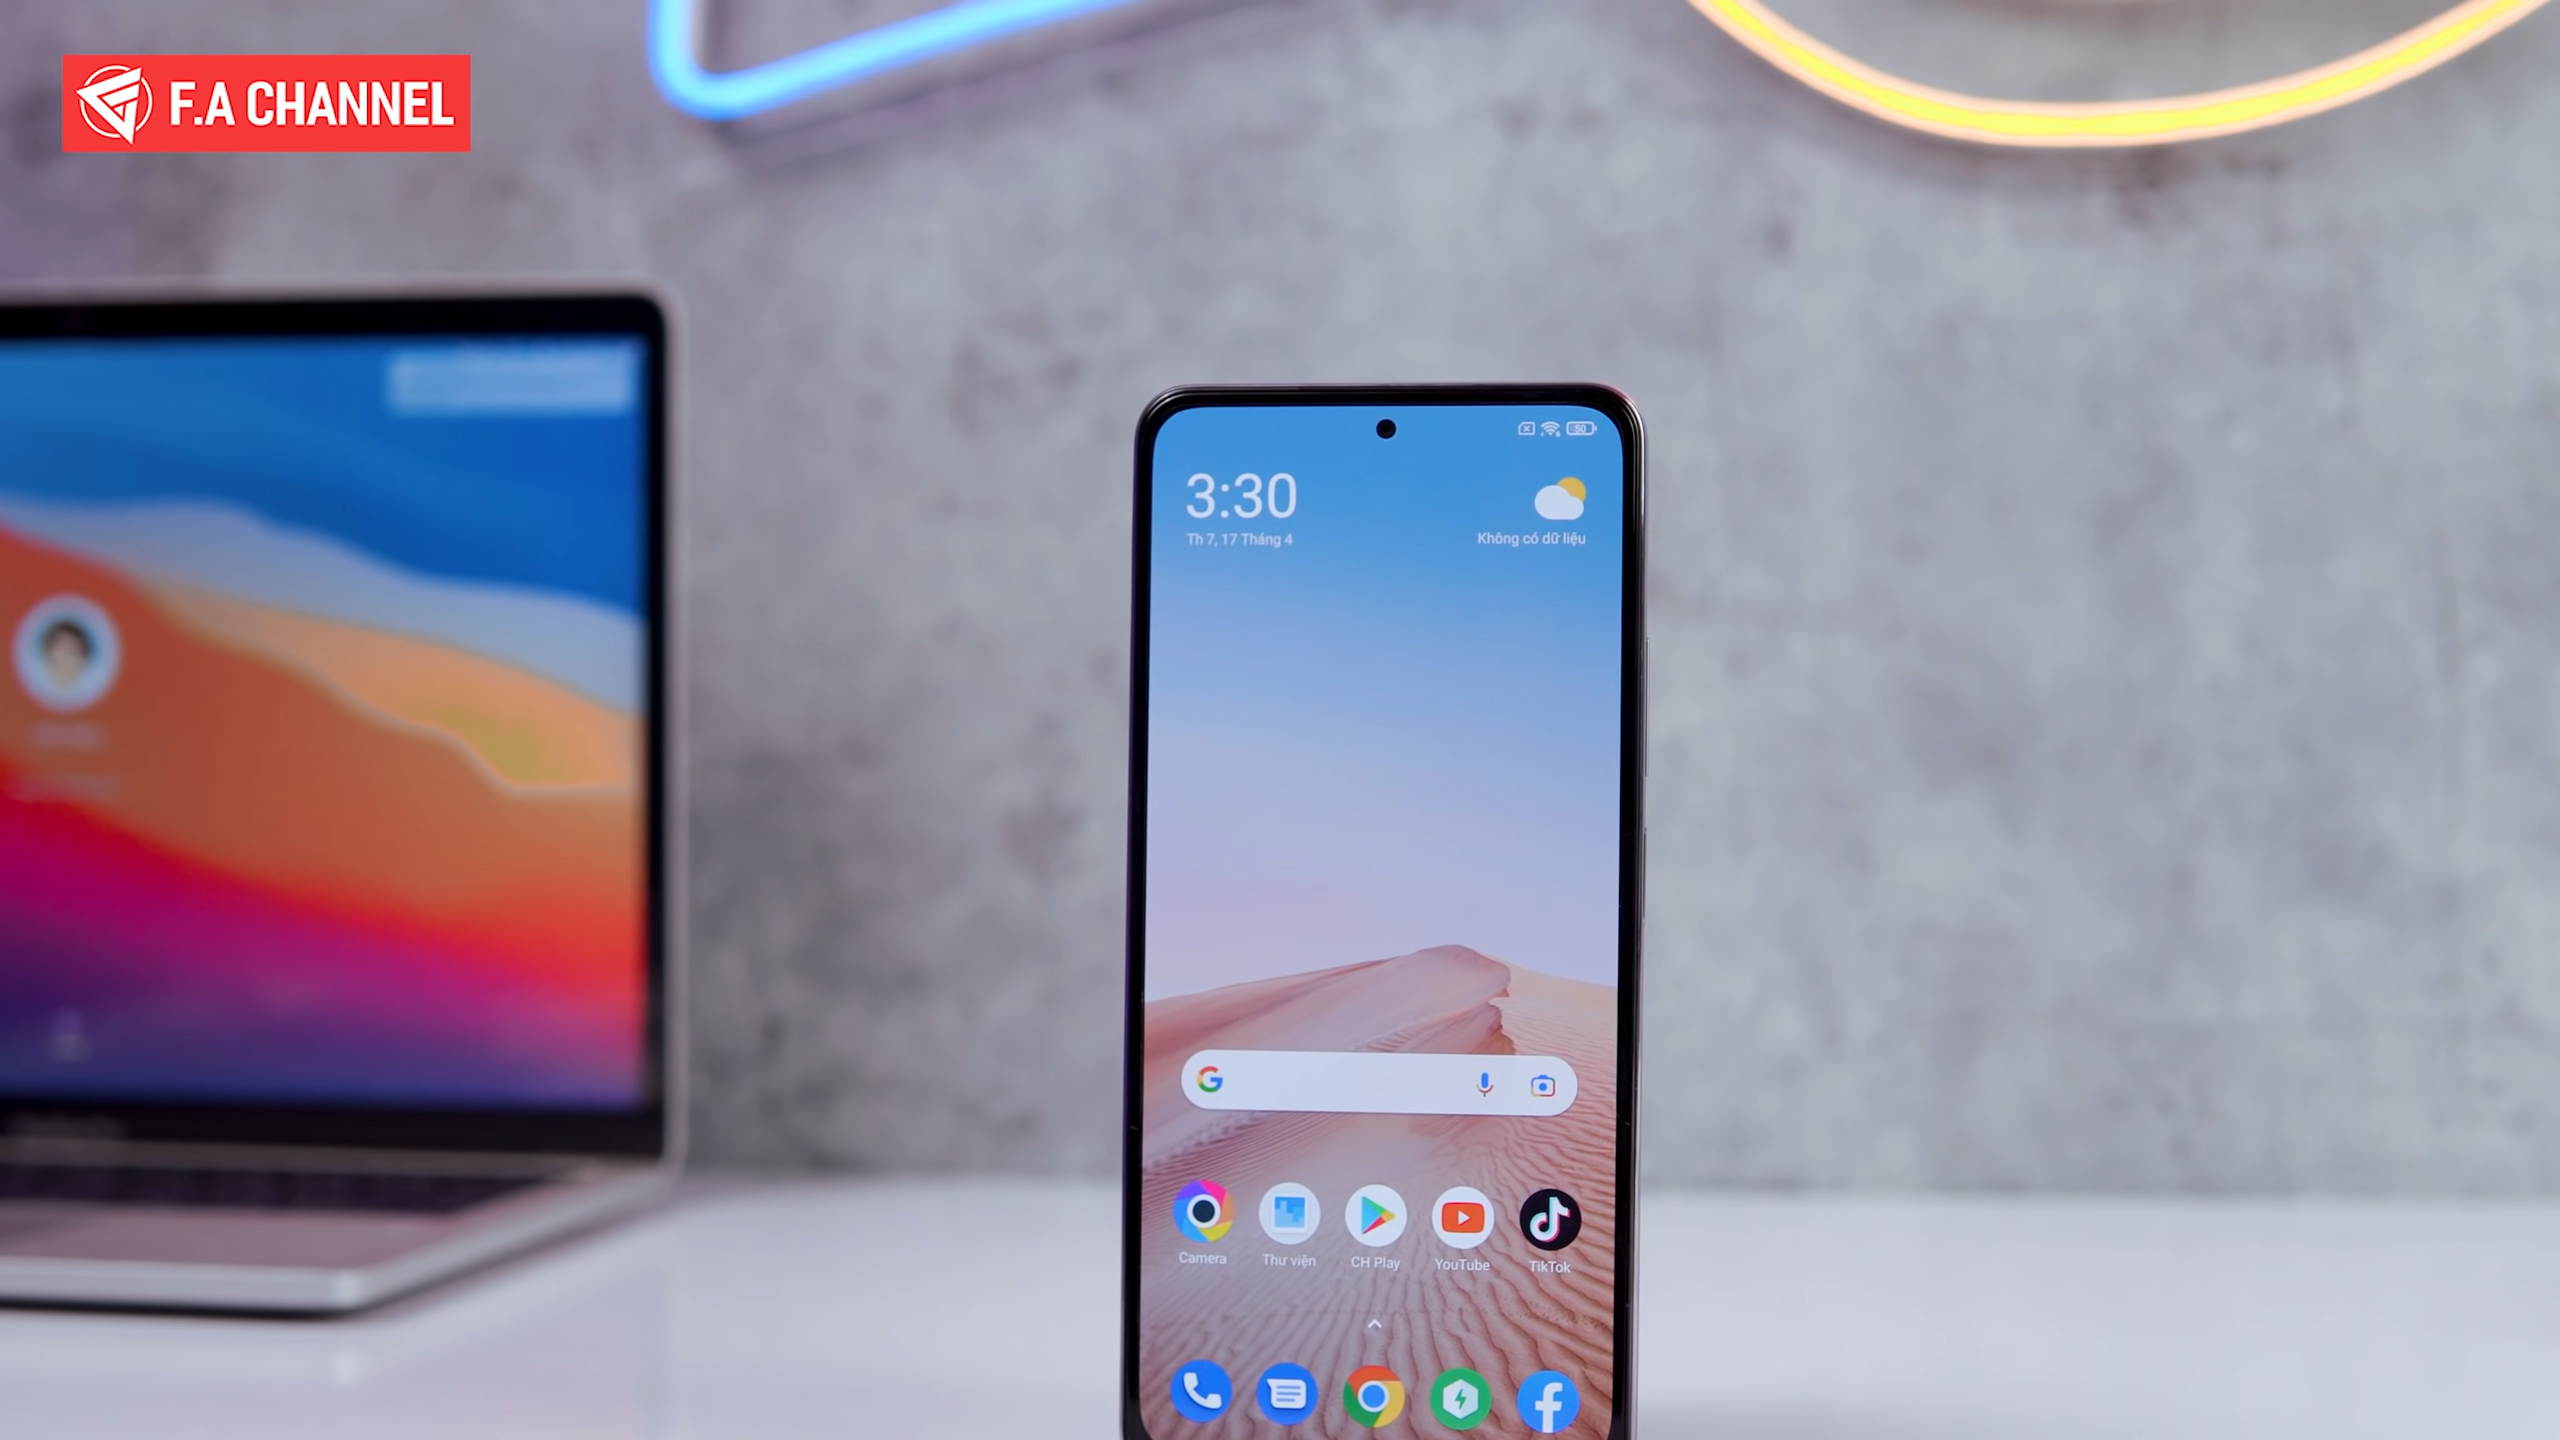 F.A CHANNEL
50
3:30
Th 7, 17 Tháng 4
Không có dữ liệu
Camera
Thư viện
CH Play
YouTube
TikTok